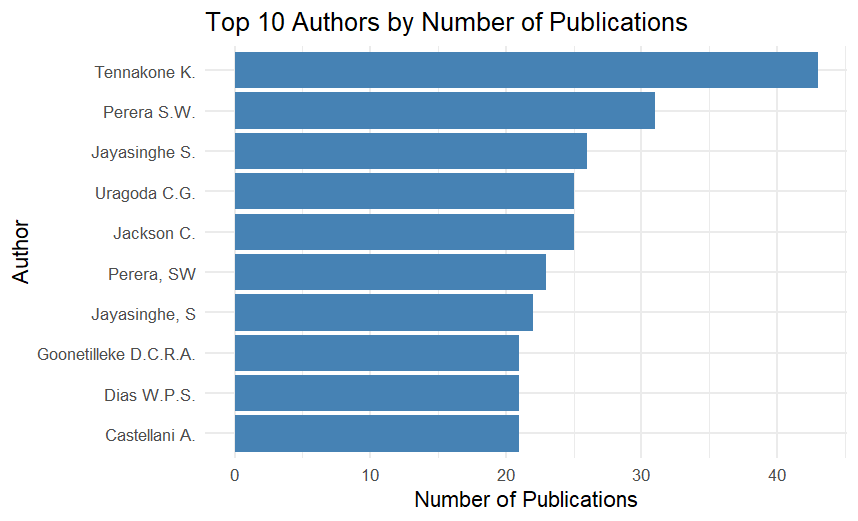 Top 10 Authors by Number of Publications
Author
Tennakone K.
Perera S.W.
Jayasinghe S.
Uragoda C.G.
Jackson C.
Perera, SW
Jayasinghe, S
Goonetilleke D.C.R.A.
Dias W.P.S.
Castellani A.
0 10 20 30 40
Number of Publications